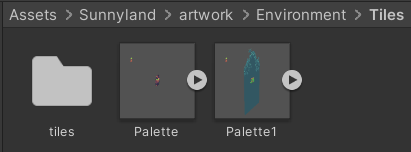 Assets > Sunnyland > artwork > Environment > Tiles
tiles
Palette
Palette1